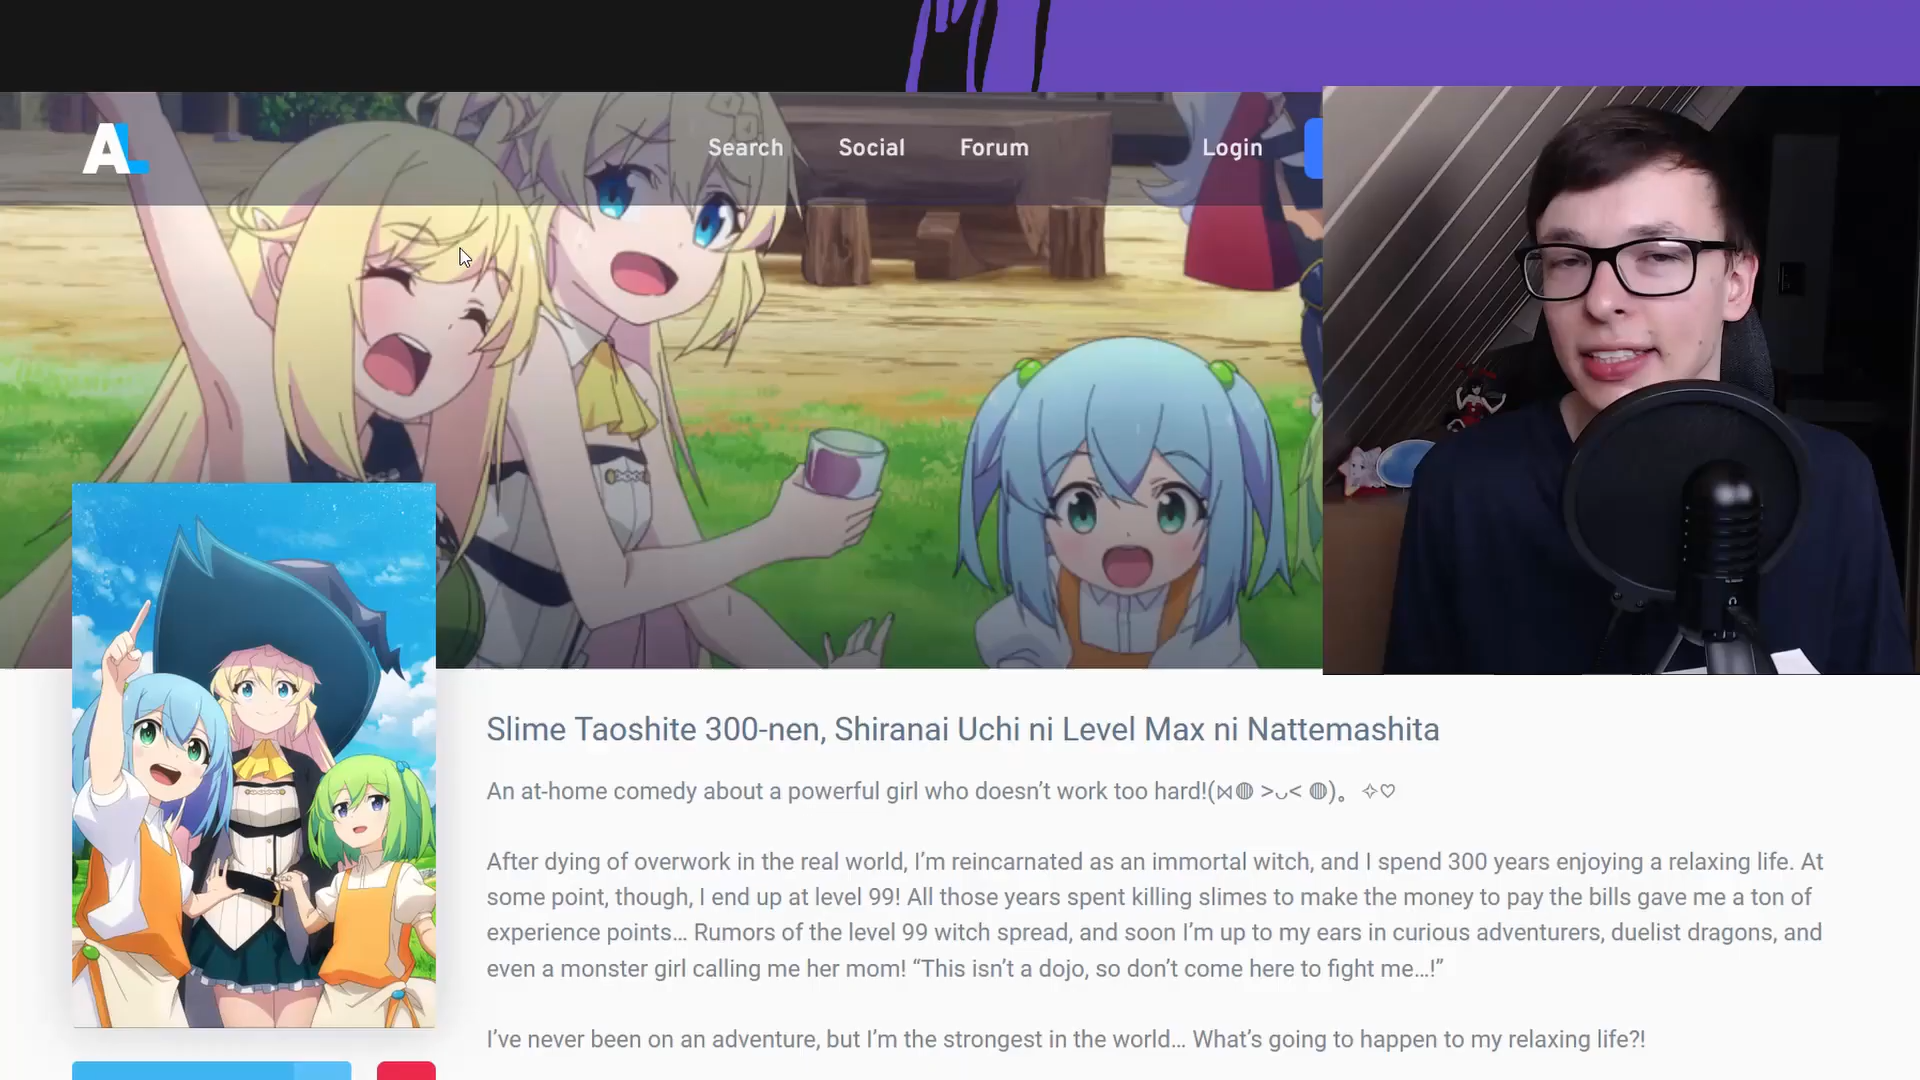 AL
Search Social Forum Login
Slime Taoshite 300-nen, Shiranai Uchi ni Level Max ni Nattemashita
An at-home comedy about a powerful girl who doesn’t work too hard!(⋈◍＞◡＜◍)。✧♡
After dying of overwork in the real world, I’m reincarnated as an immortal witch, and I spend 300 years enjoying a relaxing life. At
some point, though, I end up at level 99! All those years spent killing slimes to make the money to pay the bills gave me a ton of
experience points… Rumors of the level 99 witch spread, and soon I’m up to my ears in curious adventurers, duelist dragons, and
even a monster girl calling me her mom! “This isn’t a dojo, so don’t come here to fight me…!”
I’ve never been on an adventure, but I’m the strongest in the world… What’s going to happen to my relaxing life?!